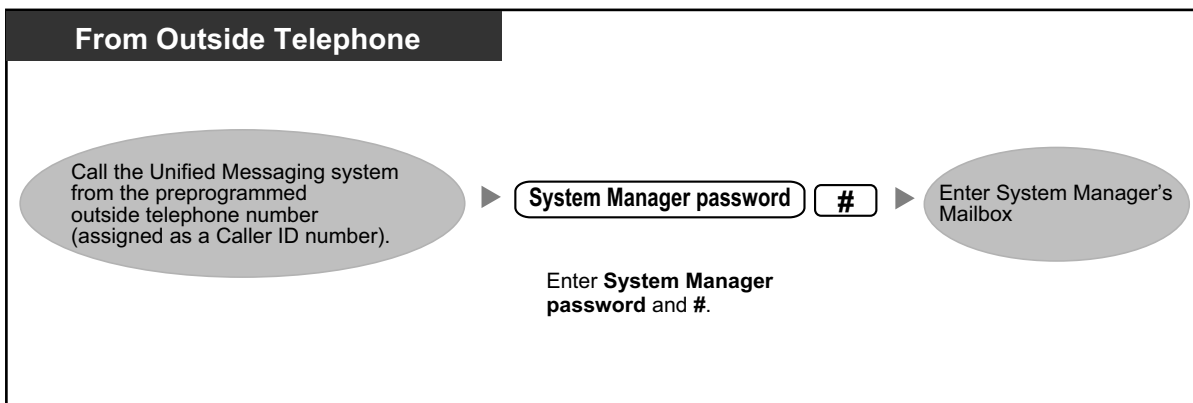 From Outside Telephone
Call the Unified Messaging system
from the preprogrammed
outside telephone number
(assigned as a Caller ID number).
System Manager password #
Enter System Manager
password and #.
Enter System Manager’s
Mailbox